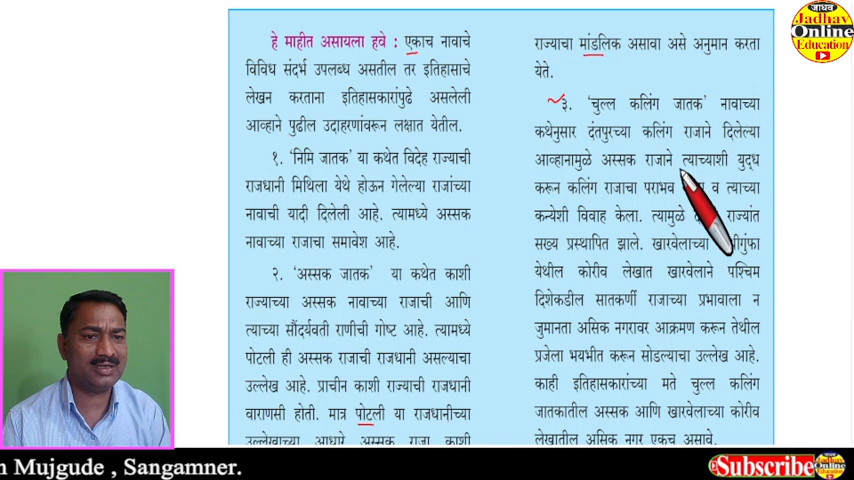 हे माहीत असायला हवे : एकाच नावाचे
विविध संदर्भ उपलब्ध असतील तर इतिहासाचे
लेखन करताना इतिहासकारांपुढे असलेली
आव्हाने पुढील उदाहरणांवरून लक्षात येतील.
१. 'निमि जातक' या कथेत विदेह राज्याची
राजधानी मिथिला येथे होऊन गेलेल्या राजांच्या
नावाची यादी दिलेली आहे. त्यामध्ये अस्सक
नावाच्या राजाचा समावेश आहे.
२. 'अस्सक जातक' या कथेत काशी
राज्याच्या अस्सक नावाच्या राजाची आणि
त्याच्या सौंदर्यवती राणीची गोष्ट आहे. त्यामध्ये
पोटली ही अस्सक राजाची राजधानी असल्याचा
उल्लेख आहे. प्राचीन काशी राज्याची राजधानी
वाराणसी होती. मात्र पोटली या राजधानीच्या
उल्लेखाच्या आधारे अस्सक राजा काशी
राज्याचा मांडलिक असावा असे अनुमान करता
येते.
३. 'चुल्ल कलिंग जातक' नावाच्या
कथेनुसार दंतपुरच्या कलिंग राजाने दिलेल्या
आव्हानामुळे अस्सक राजाने त्याच्याशी युद्ध
करून कलिंग राजाचा पराभव व त्याच्या
कन्येशी विवाह केला. त्यामुळे राज्यांत
सख्य प्रस्थापित झाले. खारवेलाच्या
येथील कोरीव लेखात खारवेलाने पश्चिम
दिशेकडील सातकर्णी राजाच्या प्रभावाला न
जुमानता असिक नगरावर आक्रमण करून तेथील
प्रजेला भयभीत करून सोडल्याचा उल्लेख आहे.
काही इतिहासकारांच्या मते चुल्ल कलिंग
जातकातील अस्सक आणि खारवेलाच्या कोरीव
लेखातील असिक नगर एकच असावे.
जाधव
Jadhav
Online
Education
n Mujgude , Sangamner.
Subscribe